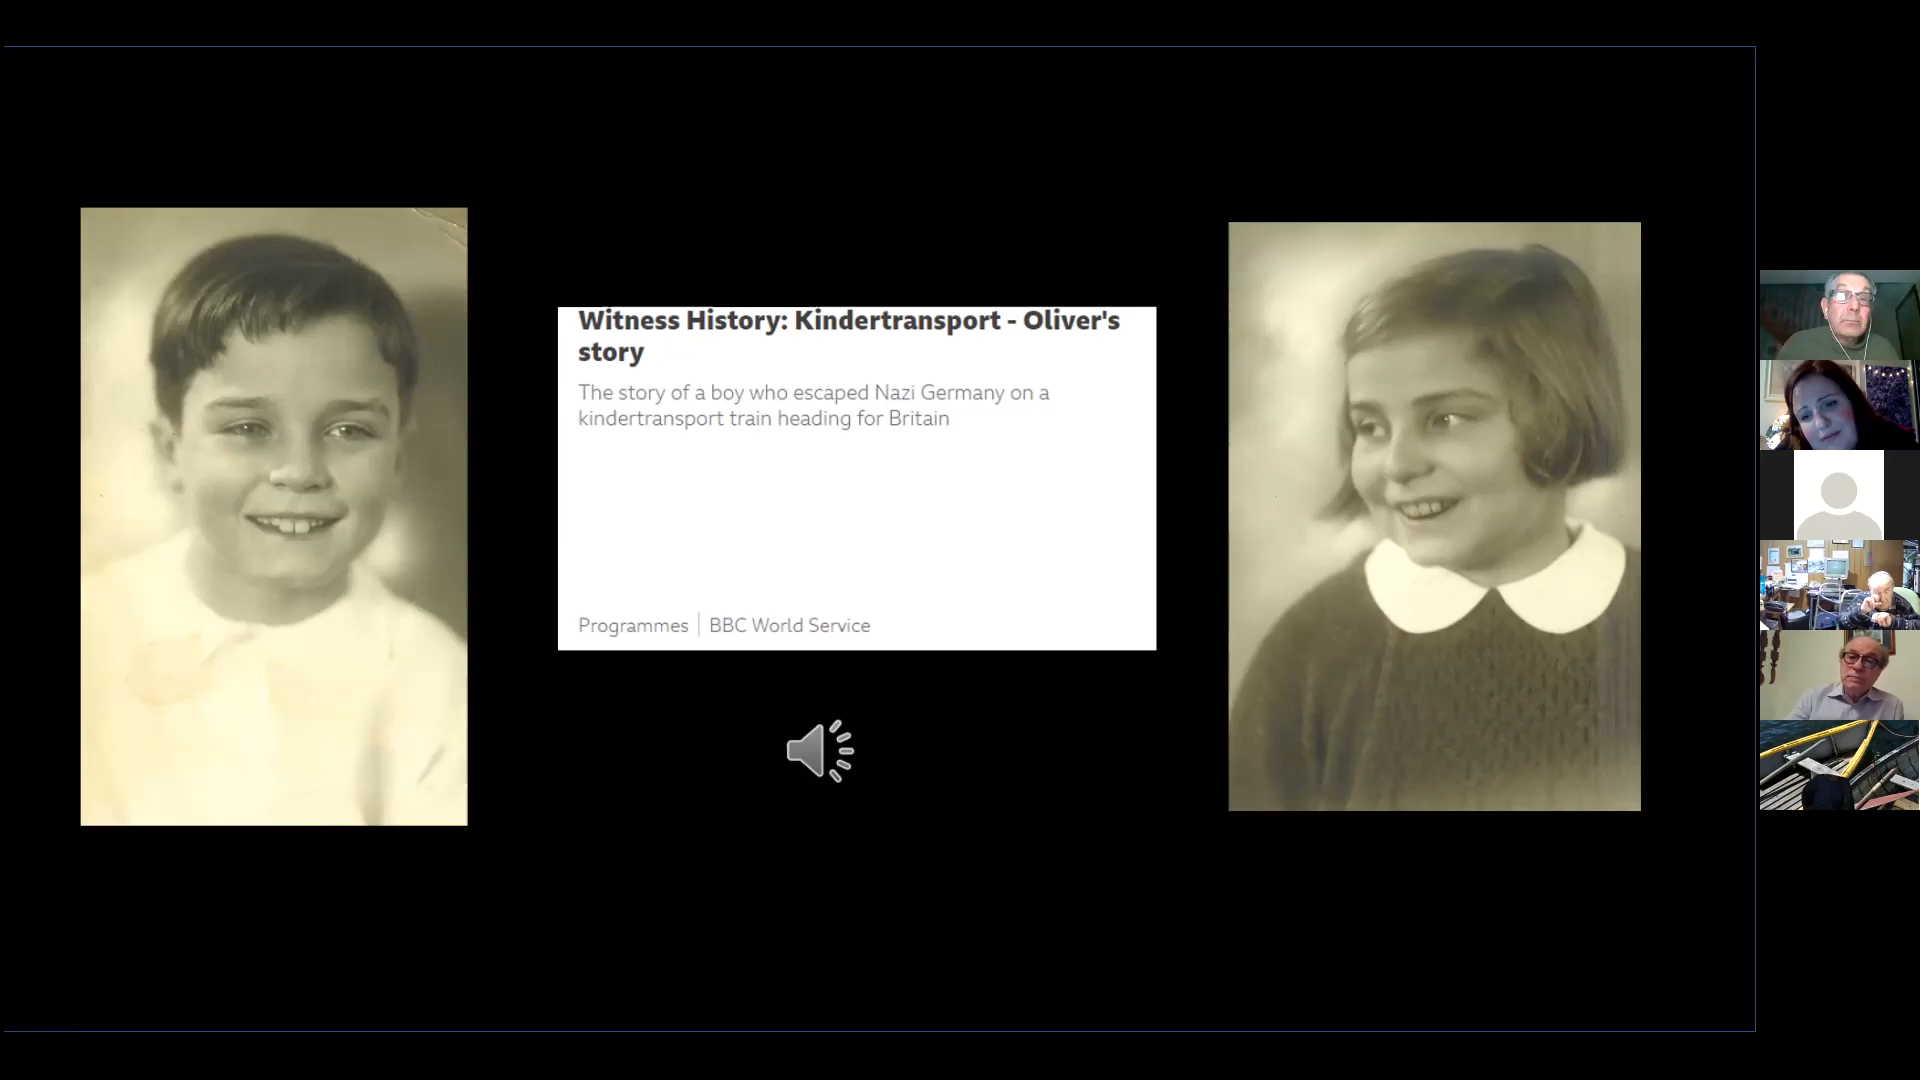 Witness History: Kindertransport - Oliver's
story
The story of a boy who escaped Nazi Germany on a
kindertransport train heading for Britain
Programmes | BBC World Service